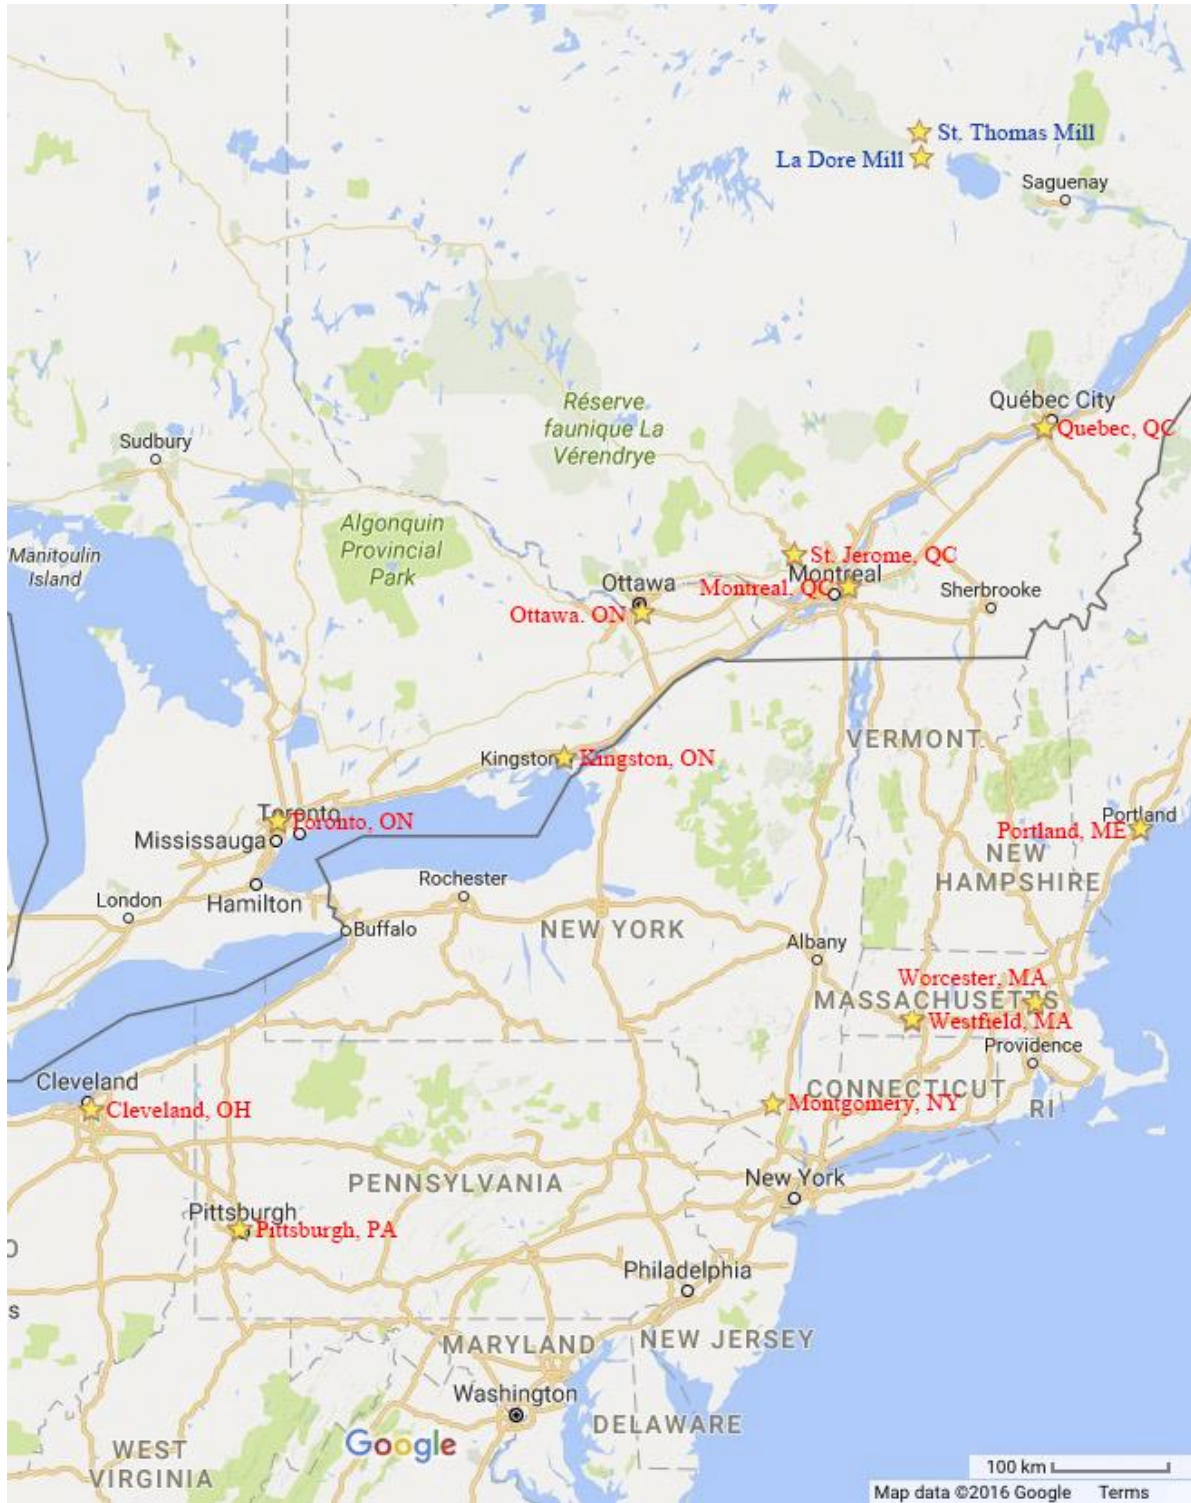 St. Thomas Mill
La Dore Mill
Saguenay
Réserve
faunique La
Vérendrye
Québec City
Quebec, QC
Sudbury
Algonquin
Provincial
Park
Manitoulin
Island
St. Jerome, QC
Montreal
Montreal. QC
Ottawa
Ottawa. ON
Sherbrooke
VERMONT
Kingston
Kingston, ON
Toronto
Toronto, ON
Mississauga
Portland
Portland, ME
NEW
HAMPSHIRE
London
Hamilton
Rochester
Buffalo
NEW YORK
Albany
Worcester, MA
MASSACHUSETTS
Westfield, MA
Providence
Cleveland
Cleveland, OH
CONNECTICUT
Montgomery, NY
RI
PENNSYLVANIA
New York
Pittsburgh
Pittsburgh, PA
O
s
Philadelphia
MARYLAND
NEW JERSEY
Washington
DELAWARE
Google
WEST
VIRGINIA
100 km
Map data ©2016 Google Terms